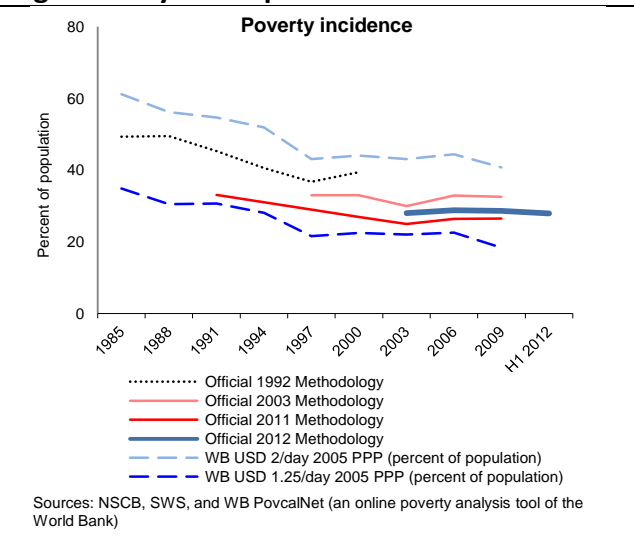 Poverty incidence
Percent of population
80
60
40
20
0
1985
1988
1991
1994
1997
2000
2003
2006
2009
H1 2012
Official 1992 Methodology
Official 2003 Methodology
Official 2011 Methodology
Official 2012 Methodology
WB USD 2/day 2005 PPP (percent of population)
WB USD 1.25/day 2005 PPP (percent of population)
Sources: NSCB, SWS, and WB PovcalNet (an online poverty analysis tool of the
World Bank)